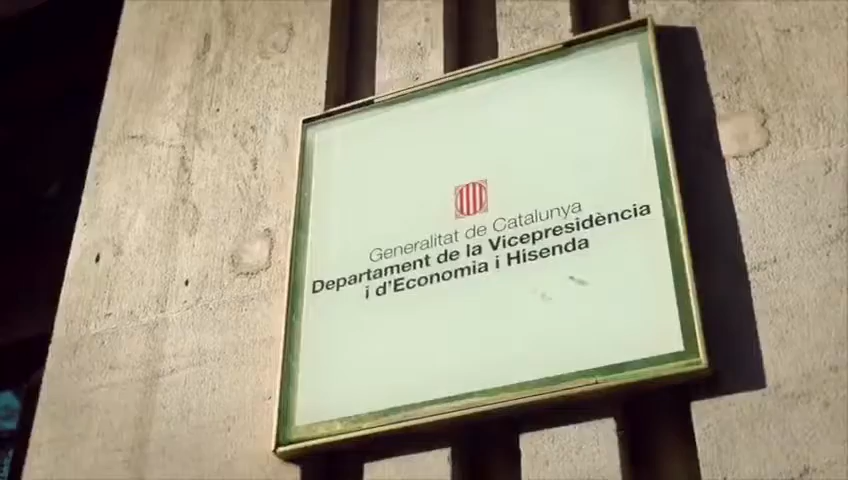 Generalitat de Catalunya
Departament de la Vicepresidència
i d'Economia i Hisenda